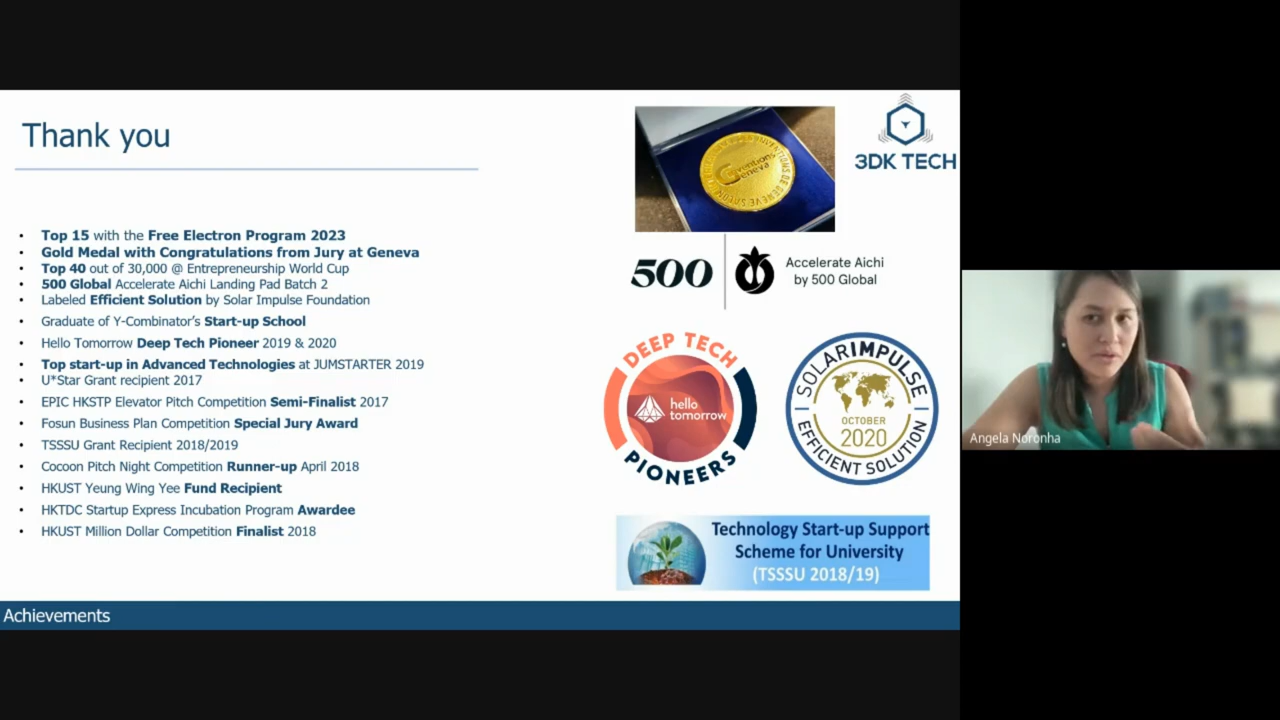 Thank you
• Top 15 with the Free Electron Program 2023
• Gold Medal with Congratulations from Jury at Geneva
• Top 40 out of 30,000 @ Entrepreneurship World Cup
• 500 Global Accelerate Aichi Landing Pad Batch 2
• Labeled Efficient Solution by Solar Impulse Foundation
• Graduate of Y-Combinator’s Start-up School
• Hello Tomorrow Deep Tech Pioneer 2019 & 2020
• Top start-up in Advanced Technologies at JUMSTARTER 2019
• U*Star Grant recipient 2017
• EPIC HKSTP Elevator Pitch Competition Semi-Finalist 2017
• Fosun Business Plan Competition Special Jury Award
• TSSSU Grant Recipient 2018/2019
• Cocoon Pitch Night Competition Runner-up April 2018
• HKUST Yeung Wing Yee Fund Recipient
• HKTDC Startup Express Incubation Program Awardee
• HKUST Million Dollar Competition Finalist 2018
Inventions
Geneva
3DK TECH
500
Accelerate Aichi
by 500 Global
DEEP TECH
hello
tomorrow
PIONEERS
SOLARIMPULSE
OCTOBER
2020
EFFICIENT SOLUTION
Technology Start-up Support
Scheme for University
(TSSSU 2018/19)
Achievements
Angela Noronha